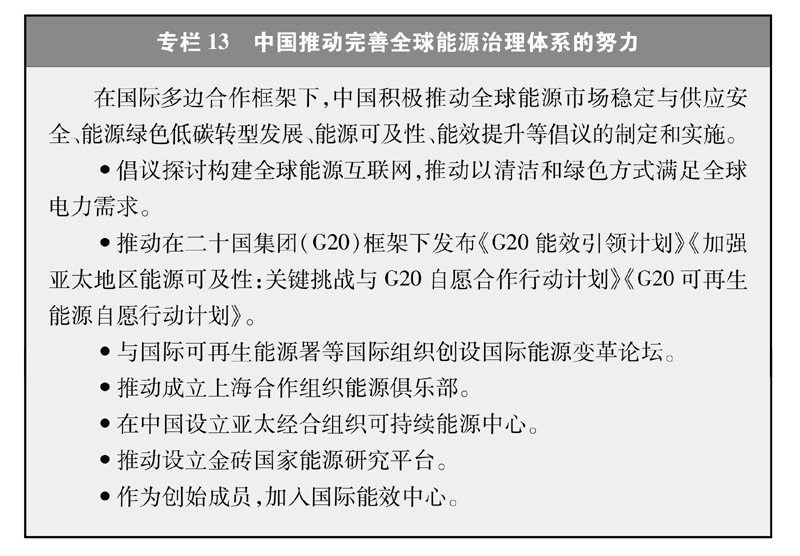 专栏 13 中国推动完善全球能源治理体系的努力
在国际多边合作框架下,中国积极推动全球能源市场稳定与供应安
全、能源绿色低碳转型发展、能源可及性、能效提升等倡议的制定和实施。
●倡议探讨构建全球能源互联网,推动以清洁和绿色方式满足全球
电力需求。
●推动在二十国集团(G20)框架下发布《G20 能效引领计划》《加强
亚太地区能源可及性:关键挑战与 G20 自愿合作行动计划》《G20 可再生
能源自愿行动计划》。
●与国际可再生能源署等国际组织创设国际能源变革论坛。
●推动成立上海合作组织能源俱乐部。
●在中国设立亚太经合组织可持续能源中心。
●推动设立金砖国家能源研究平台。
●作为创始成员,加入国际能效中心。